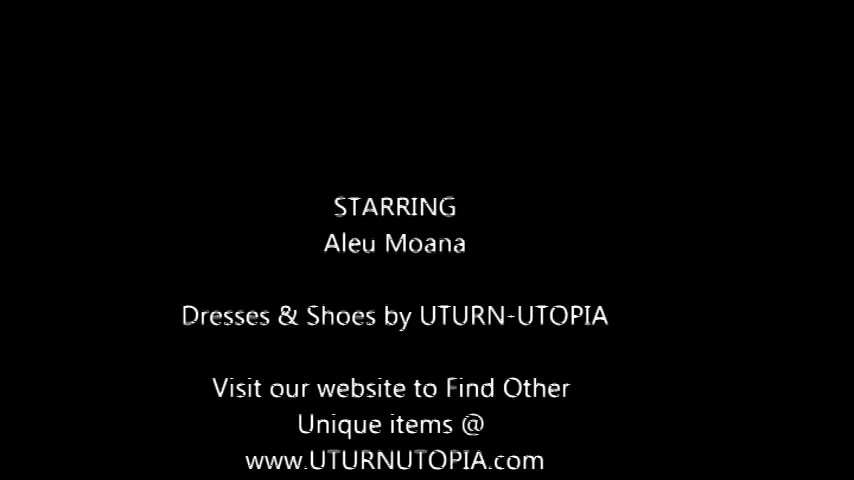 STARRING
Aleu Moana
Dresses & Shoes by UTURN-UTOPIA
Visit our website to Find Other
Unique items @
www.UTURNUTOPIA.com